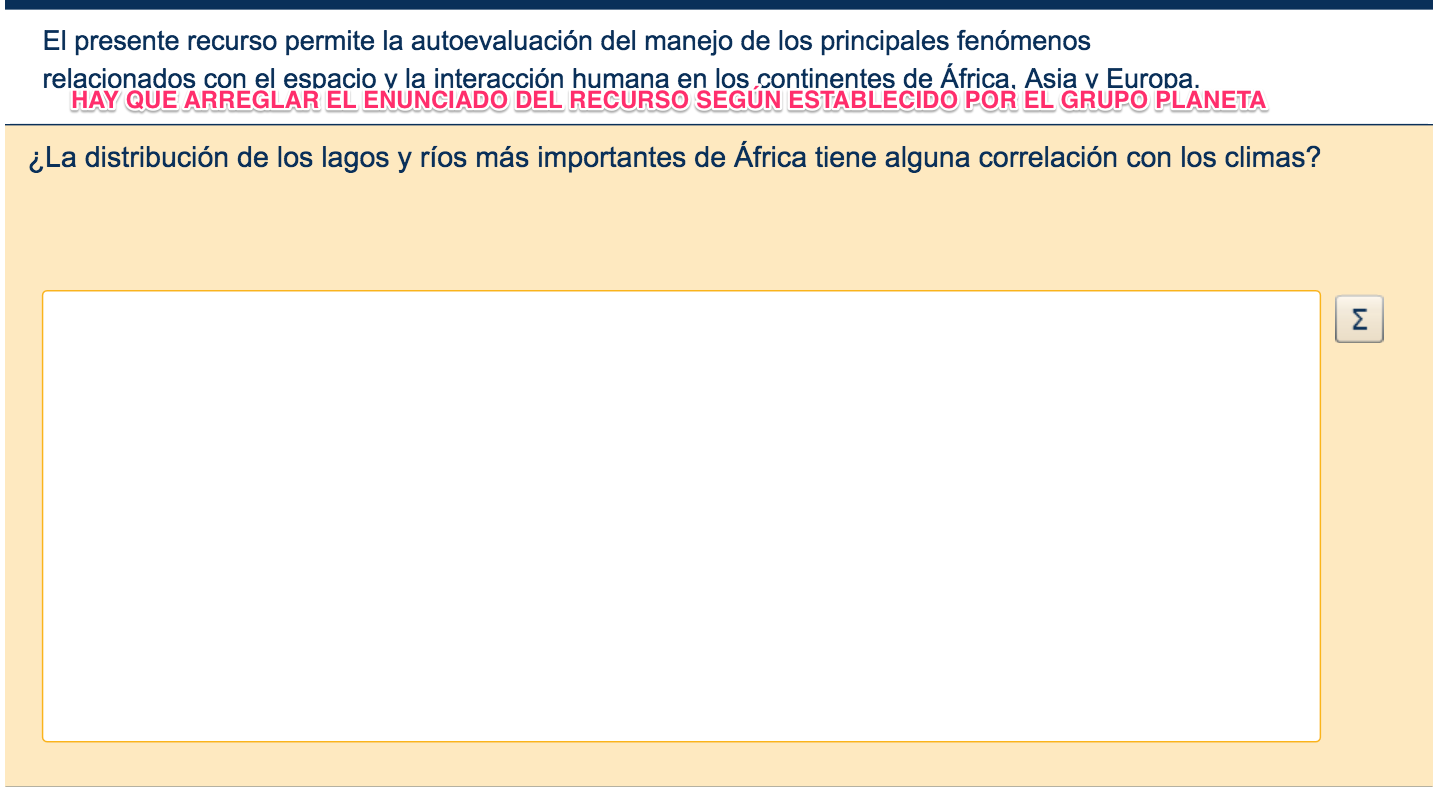 El presente recurso permite la autoevaluación del manejo de los principales fenómenos
relacionados con el espacio y la interacción humana en los continentes de África, Asia y Europa.
HAY QUE ARREGLAR EL ENUNCIADO DEL RECURSO SEGÚN ESTABLECIDO POR EL GRUPO PLANETA
¿La distribución de los lagos y ríos más importantes de África tiene alguna correlación con los climas?
Σ